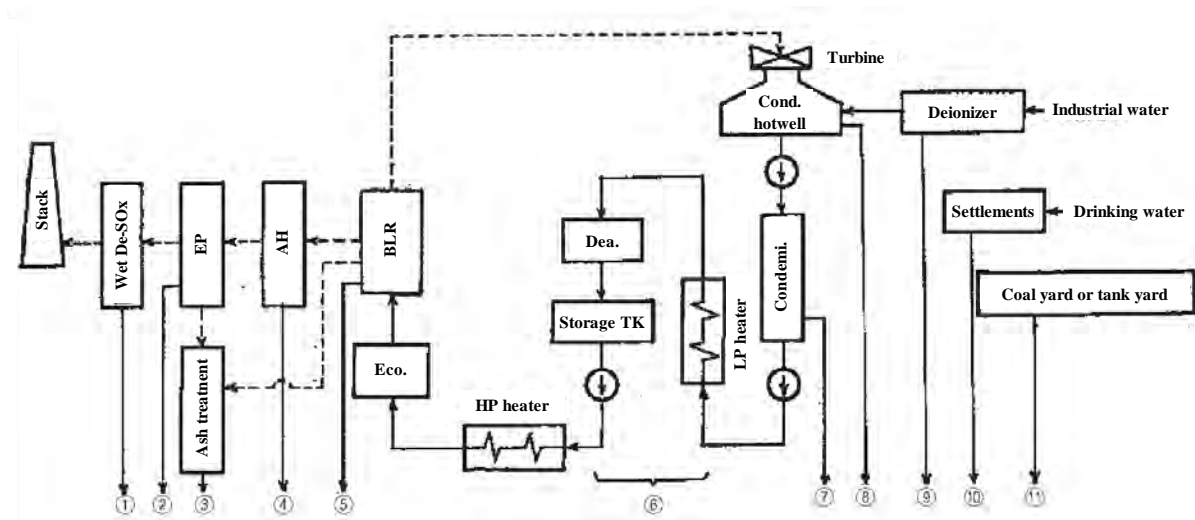 Turbine
Cond.
hotwell
Deionizer
Industrial water
Stack
Wet De-SOx
EP
AH
BLR
Dea.
Settlements
Drinking water
Storage TK
LP heater
Condemi.
Coal yard or tank yard
Ash treatment
Eco.
HP heater
① ② ③ ④ ⑤ ⑥ ⑦ ⑧ ⑨ ⑩ ⑪